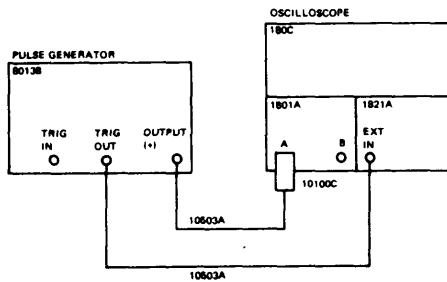 OSCILLOSCOPE
180C
PULSE GENERATOR
8013B
1801A
1821A
TRIG IN
TRIG OUT
OUTPUT (+)
A
B
EXT IN
10100C
10503A
10503A